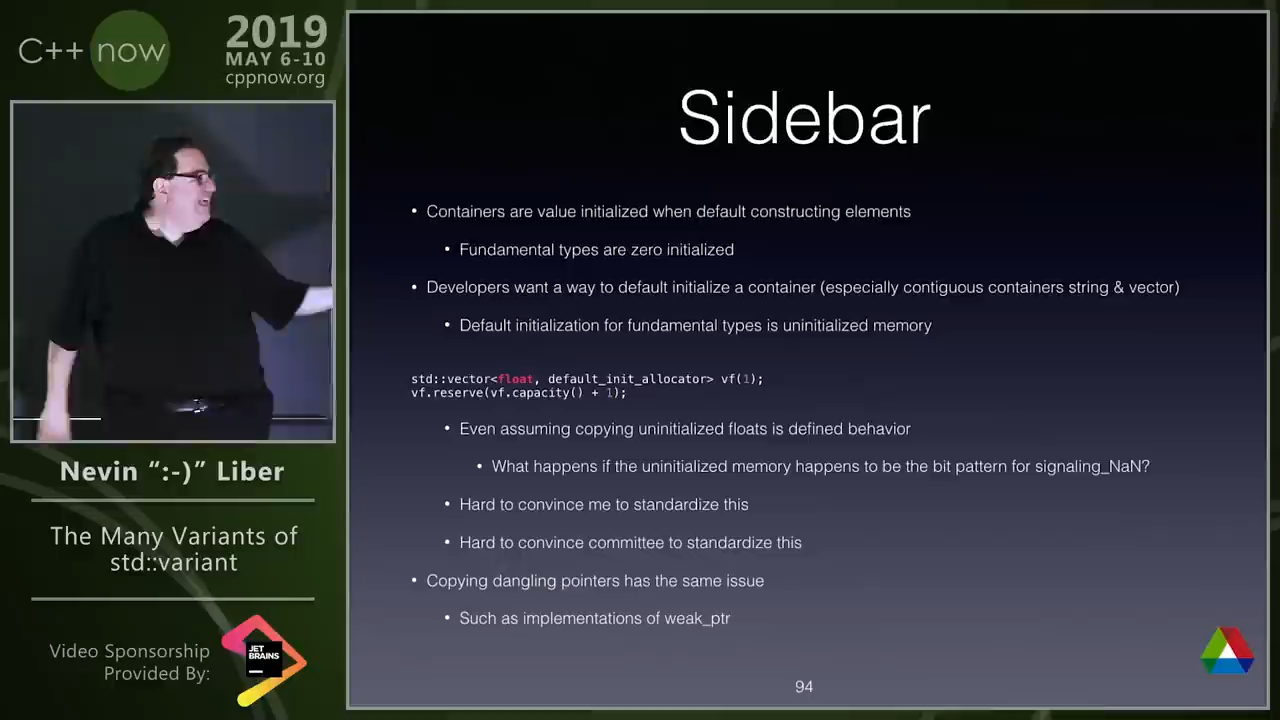 C++ now
2019
MAY 6-10
cppnow.org
Nevin “:-)” Liber
The Many Variants of
std::variant
Video Sponsorship
Provided By:
JET
BRAINS
Sidebar
• Containers are value initialized when default constructing elements
• Fundamental types are zero initialized
• Developers want a way to default initialize a container (especially contiguous containers string & vector)
• Default initialization for fundamental types is uninitialized memory
std::vector<float, default_init_allocator> vf(1);
vf.reserve(vf.capacity() + 1);
• Even assuming copying uninitialized floats is defined behavior
• What happens if the uninitialized memory happens to be the bit pattern for signaling_NaN?
• Hard to convince me to standardize this
• Hard to convince committee to standardize this
• Copying dangling pointers has the same issue
• Such as implementations of weak_ptr
94